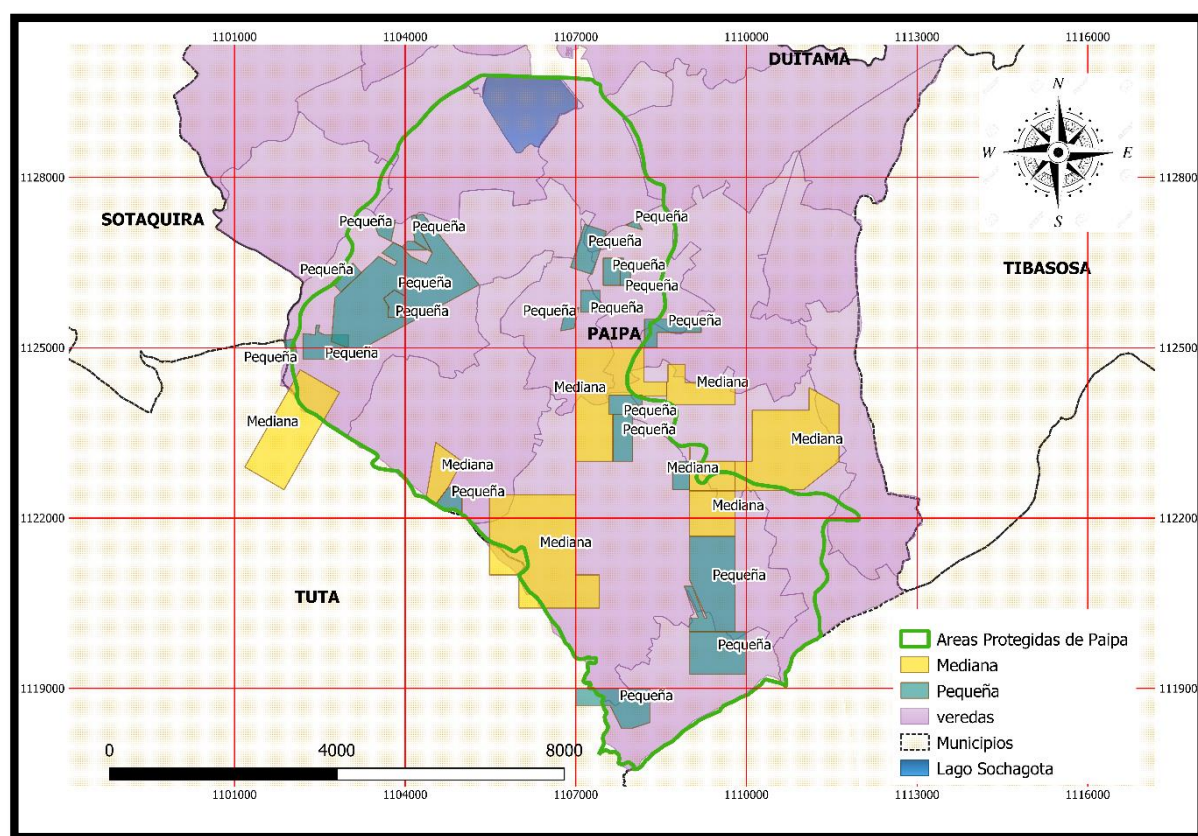 1101000 1104000 1107000 1110000 1113000 1116000
DUITAMA
N
W E
S
1128000 1128000
SOTAQUIRA
Pequeña Pequeña Pequeña
Pequeña
TIBASOSA
Pequeña Pequeña
Pequeña Pequeña
Pequeña Pequeña Pequeña
Pequeña
PAIPA
1125000 1125000
Pequeña Pequeña
Mediana Mediana
Pequeña
Mediana Pequeña Mediana
Mediana Mediana
Pequeña Mediana
1122000 1122000
Mediana
Pequeña
TUTA
Areas Protegidas de Paipa
Pequeña
Mediana
Pequeña
1119000 1119000
Pequeña
veredas
Municipios
0 4000 8000
Lago Sochagota
1101000 1104000 1107000 1110000 1113000 1116000